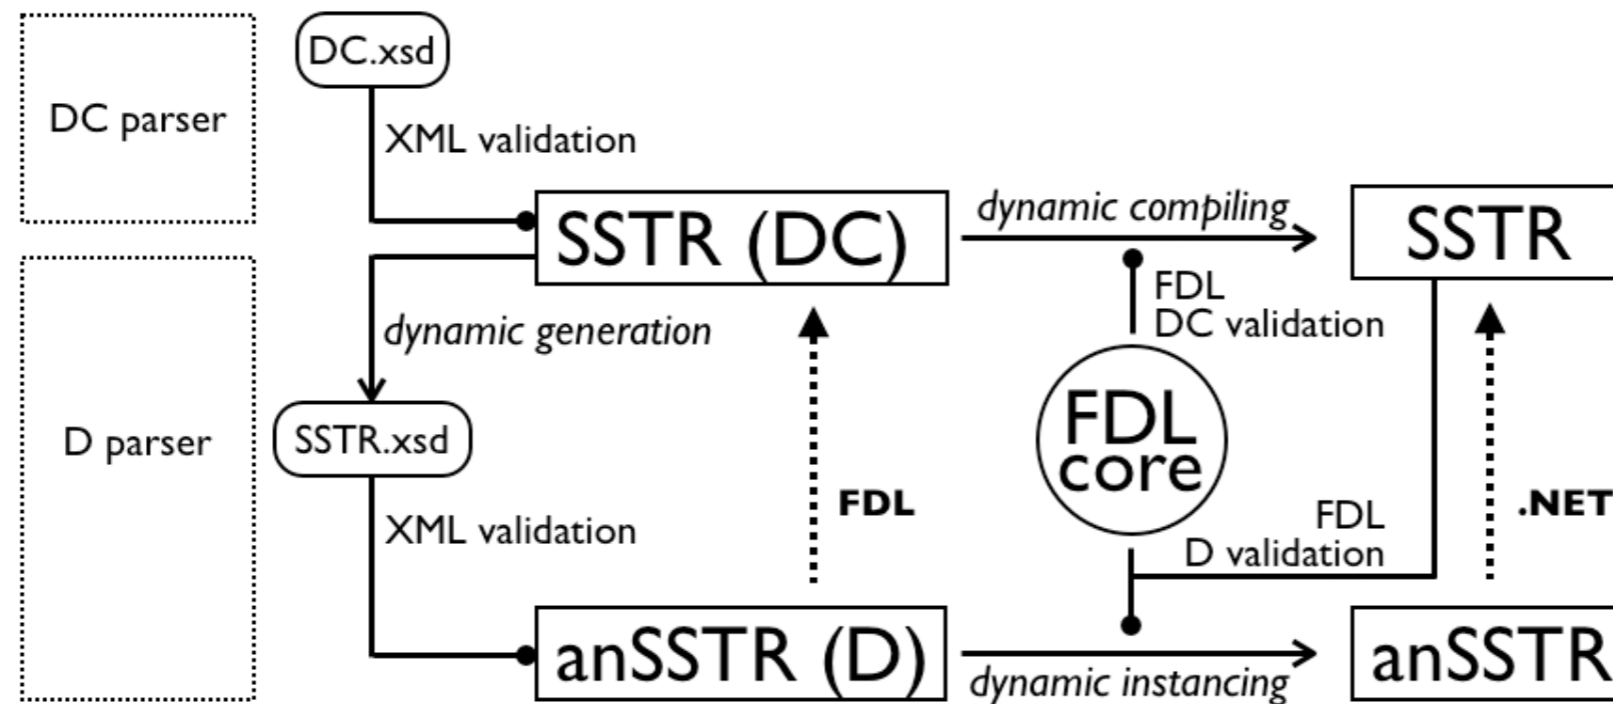 DC.xsd
DC parser
XML validation
SSTR (DC)
dynamic compiling
SSTR
FDL
DC validation
dynamic generation
FDL
core
D parser
SSTR.xsd
FDL
.NET
XML validation
FDL
D validation
anSSTR (D)
dynamic instancing
anSSTR